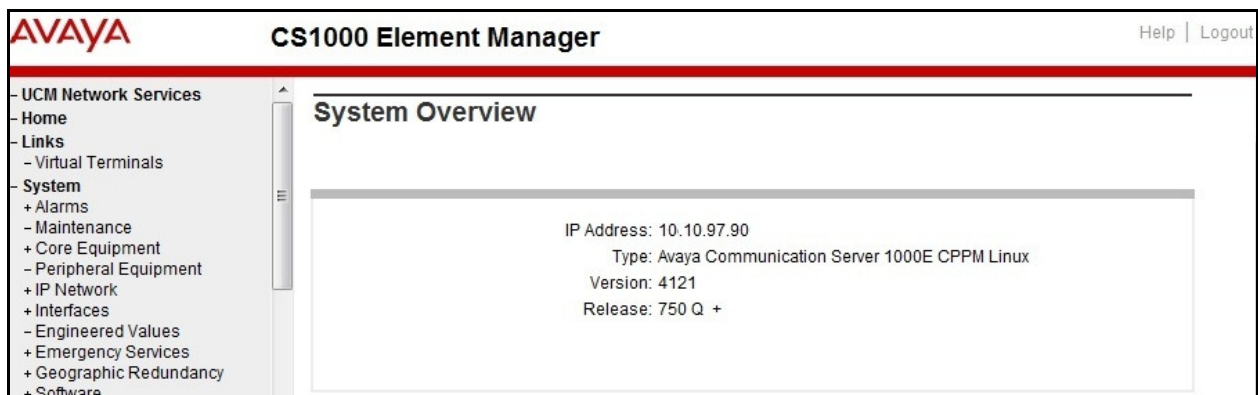 AVAYA
CS1000 Element Manager
Help | Logout
- UCM Network Services
- Home
- Links
- Virtual Terminals
- System
+ Alarms
- Maintenance
+ Core Equipment
- Peripheral Equipment
+ IP Network
+ Interfaces
- Engineered Values
+ Emergency Services
+ Geographic Redundancy
+ Software
System Overview
IP Address: 10.10.97.90
Type: Avaya Communication Server 1000E CPPM Linux
Version: 4121
Release: 750 Q +